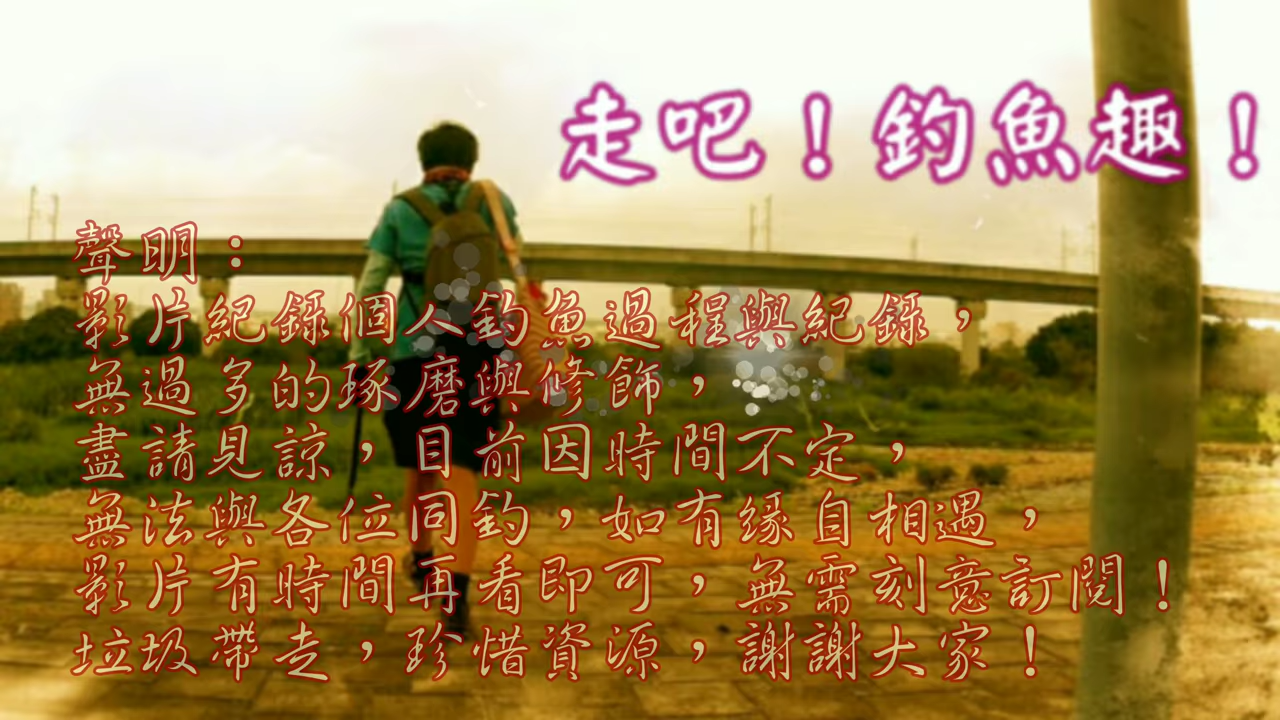 走吧！釣魚趣！
聲明：
影片紀錄個人釣魚過程與紀錄，
無過多的琢磨與修飾，
盡請見諒，目前因時間不定，
無法與各位同釣，如有緣自相遇，
影片有時間再看即可，無需刻意訂閱！
垃圾帶走，珍惜資源，謝謝大家！